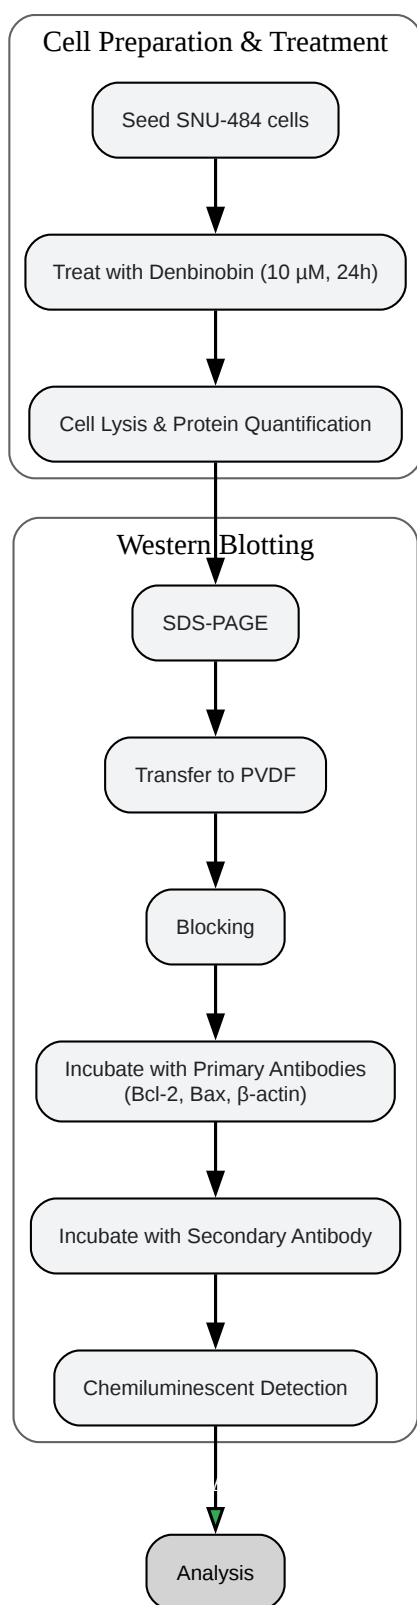 Cell Preparation & Treatment
Seed SNU-484 cells
Treat with Denbinobin (10 µM, 24h)
Cell Lysis & Protein Quantification
Western Blotting
SDS-PAGE
Transfer to PVDF
Blocking
Incubate with Primary Antibodies
(Bcl-2, Bax, β-actin)
Incubate with Secondary Antibody
Chemiluminescent Detection
Analysis